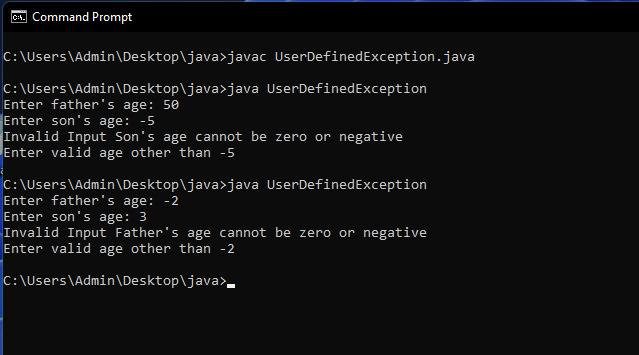 Command Prompt
C:\Users\Admin\Desktop\java>javac UserDefinedException.java
C:\Users\Admin\Desktop\java>java UserDefinedException
Enter father's age: 50
Enter son's age: -5
Invalid Input Son's age cannot be zero or negative
Enter valid age other than -5
C:\Users\Admin\Desktop\java>java UserDefinedException
Enter father's age: -2
Enter son's age: 3
Invalid Input Father's age cannot be zero or negative
Enter valid age other than -2
C:\Users\Admin\Desktop\java>